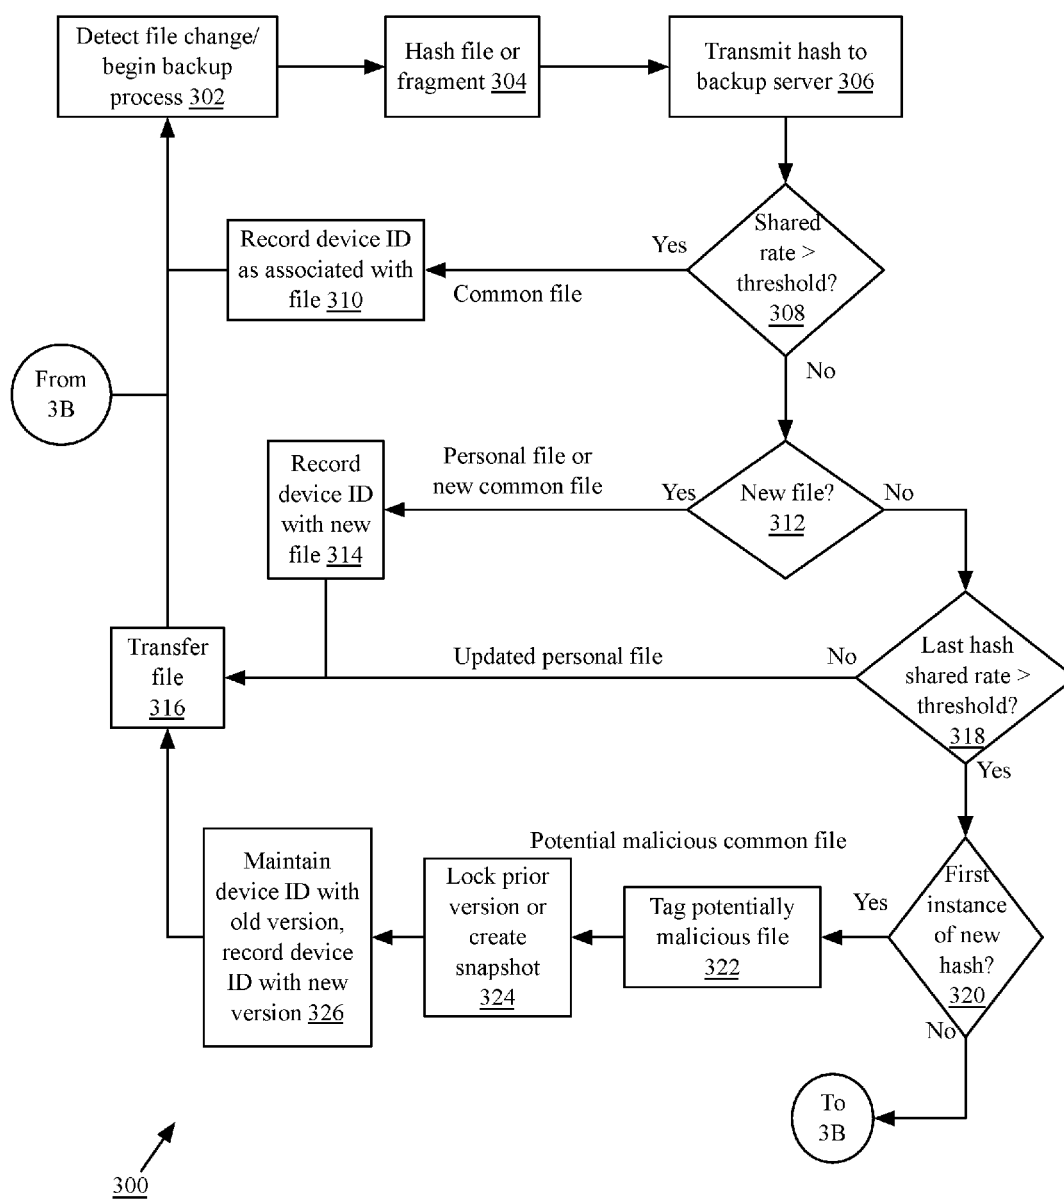 Detect file change/
begin backup
process 302
Hash file or
fragment 304
Transmit hash to
backup server 306
Shared
rate >
threshold?
308
Yes
Common file
Record device ID
as associated with
file 310
No
From
3B
New file?
312
Yes
No
Personal file or
new common file
Record
device ID
with new
file 314
Last hash
shared rate >
threshold?
318
No
Updated personal file
Transfer
file
316
Yes
First
instance
of new
hash?
320
Yes
Potential malicious common file
Tag potentially
malicious file
322
Lock prior
version or
create
snapshot
324
Maintain
device ID with
old version,
record device
ID with new
version 326
No
To
3B
300